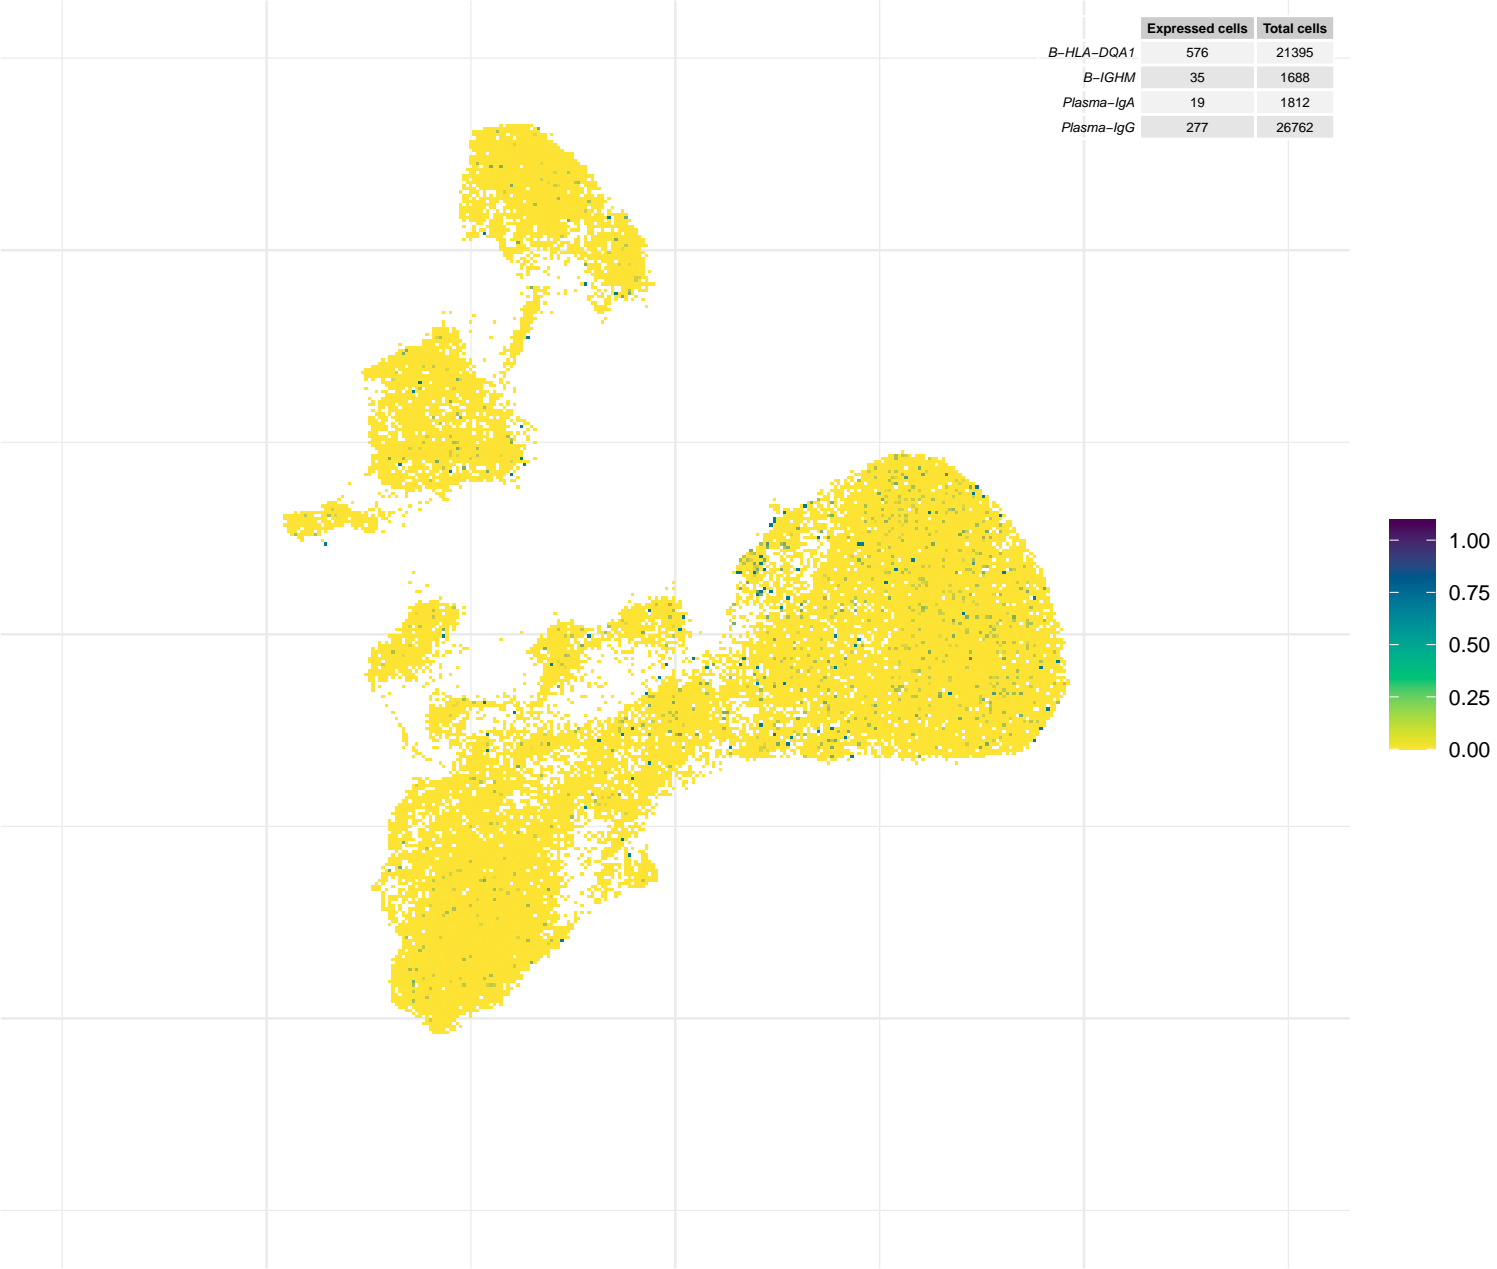 Expressed cells Total cells
B−HLA−DQA1 576 21395
B−IGHM 35 1688
Plasma−IgA 19 1812
Plasma−IgG 277 26762
1.00
0.75
0.50
0.25
0.00